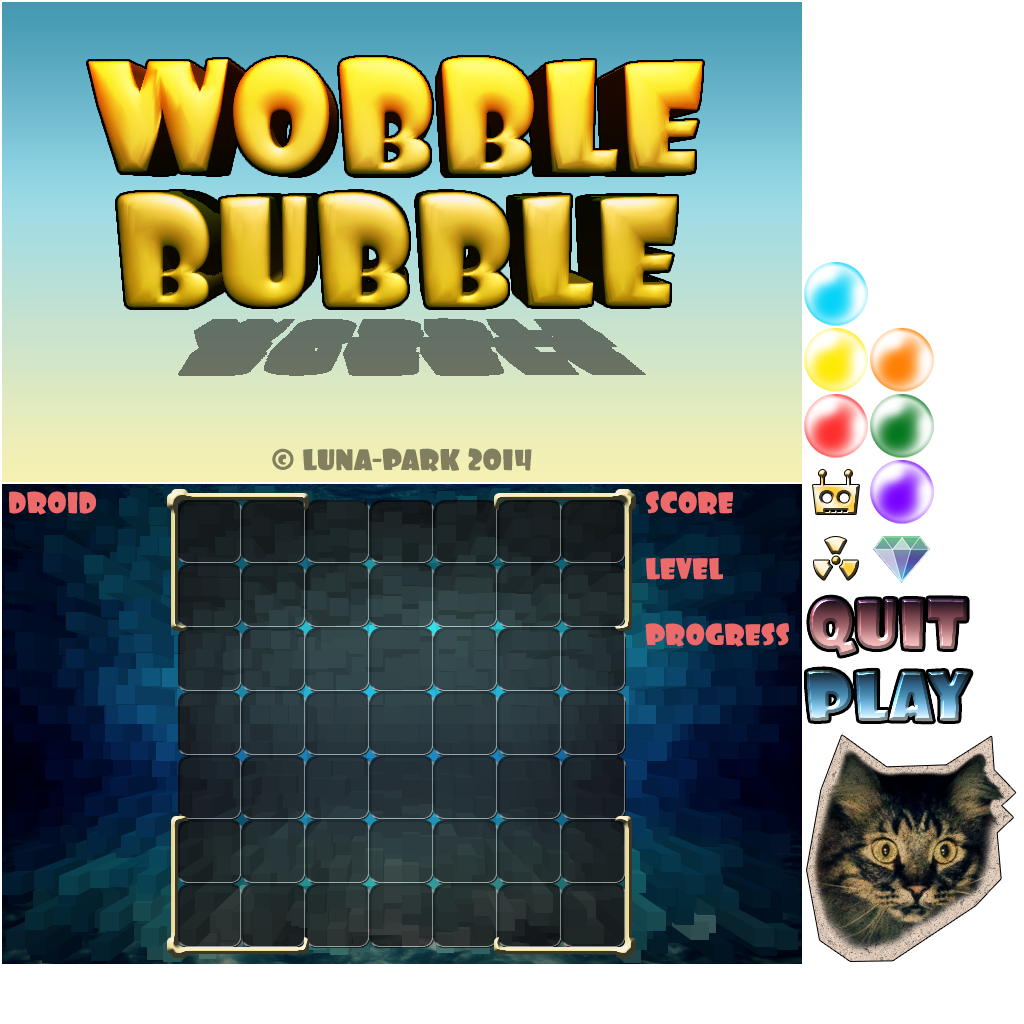 WOBBLE
BUBBLE
© LUNA-PARK 2014
DROID
SCORE
LEVEL
PROGRESS
QUIT
PLAY